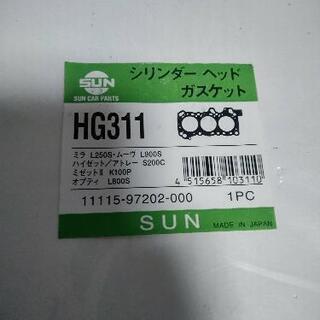 SUN
SUN CAR PARTS
シリンダー ヘッド
ガスケット
HG311
ミラ L250S・ムーヴ L900S
ハイゼット/アトレー S200C
ミゼットⅡ K100P
オプティ L800S
4 515658 103110
11115-97202-000 1PC
SUN
MADE IN JAPAN